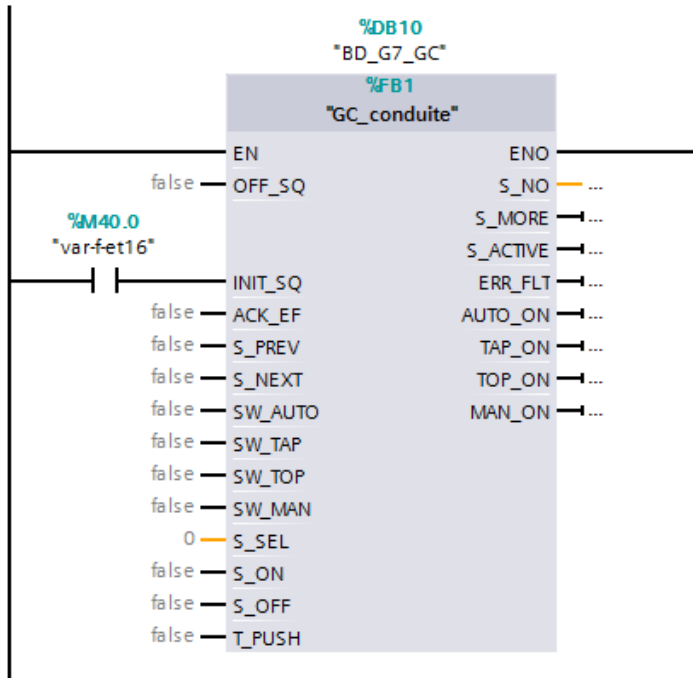 %DB10
"BD_G7_GC"
%FB1
"GC_conduite"
EN ENO
false OFF_SQ S_NO ...
S_MORE ...
%M40.0
"var-f-et16"
S_ACTIVE ...
INIT_SQ ERR_FLT ...
false ACK_EF AUTO_ON ...
false S_PREV TAP_ON ...
false S_NEXT TOP_ON ...
false SW_AUTO MAN_ON ...
false SW_TAP
false SW_TOP
false SW_MAN
0 S_SEL
false S_ON
false S_OFF
false T_PUSH